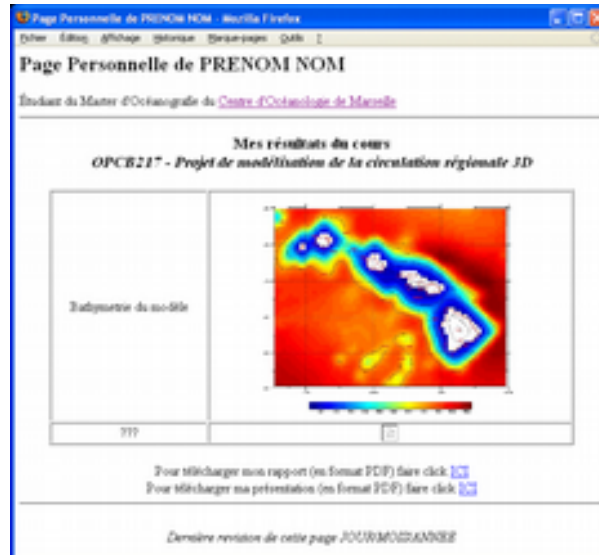 Page Personnelle de PRENOM NOM - Mozilla Firefox
Fichier Édition Affichage Historique Marque-pages Outils ?
Page Personnelle de PRENOM NOM
Étudiant du Master d'Océanografie du Centre d'Océanologie de Marseille
Mes résultats du cours
OPCB217 - Projet de modélisation de la circulation régionale 3D
Bathymetrie du modèle
???
Pour télécharger mon rapport (en format PDF) faire click ICI
Pour télécharger ma présentation (en format PDF) faire click ICI
Dernière revision de cette page JOUR/MOIS/ANNEE